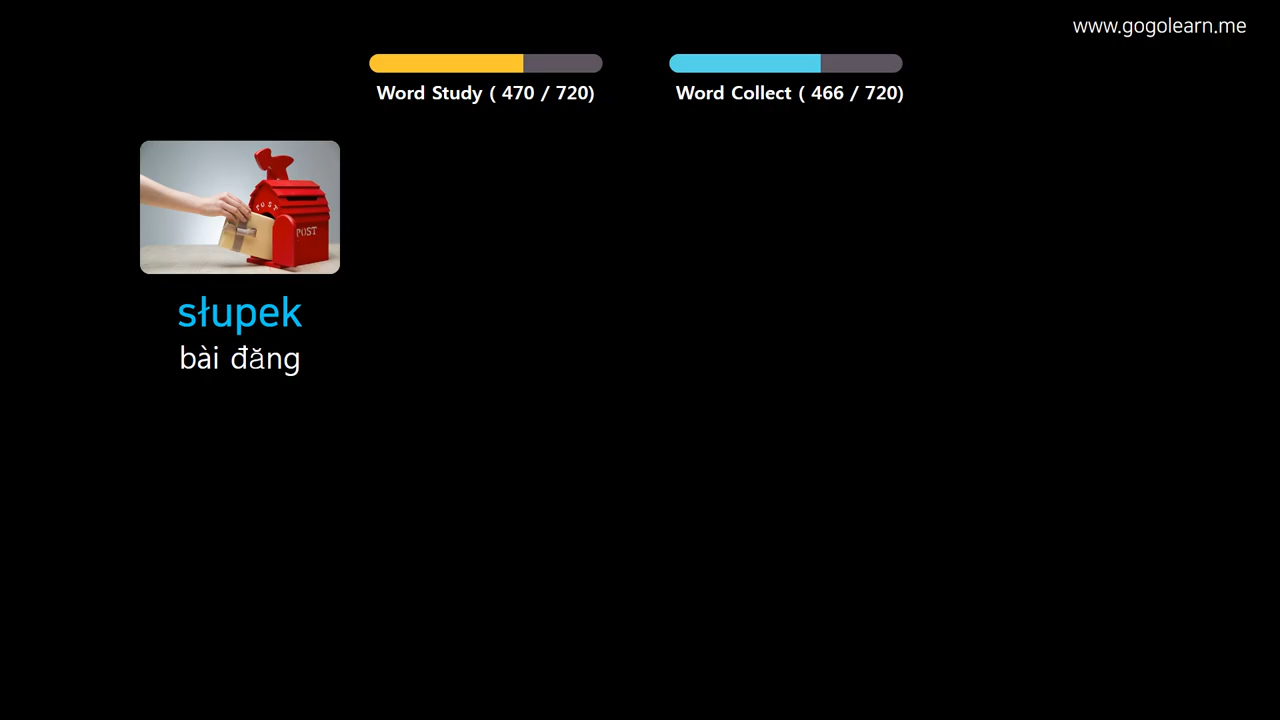 www.gogolearn.me
Word Study ( 470 / 720)
Word Collect ( 466 / 720)
POST
POST
słupek
bài đăng